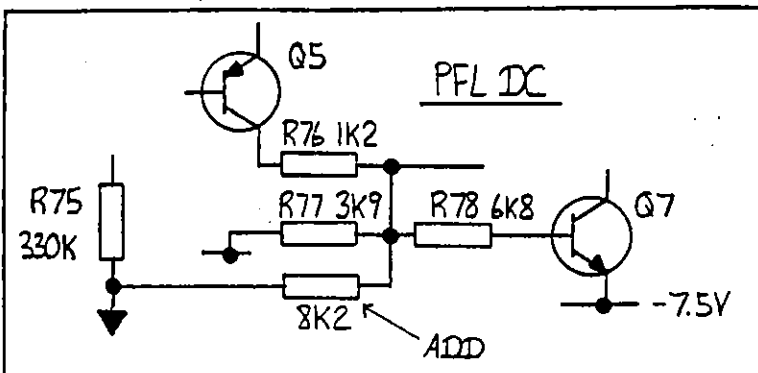 Q5
PFL DC
R76 1K2
R75
330K
R77 3K9
R78 6K8
Q7
8K2
ADD
-7.5V